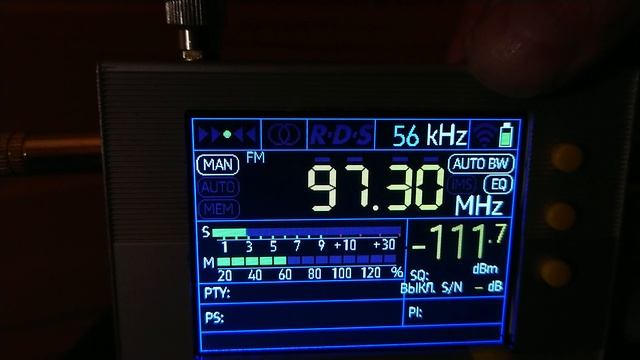 R·D·S 56 kHz
MAN FM 97.30 MHz AUTO BW
AUTO IMS EQ
MEM
S 1 3 5 7 9 +10 +30
M 20 40 60 80 100 120 %
-111.7 dBm
SQ: ВЫКЛ. S/N - dB
PTY:
PS:
PI: